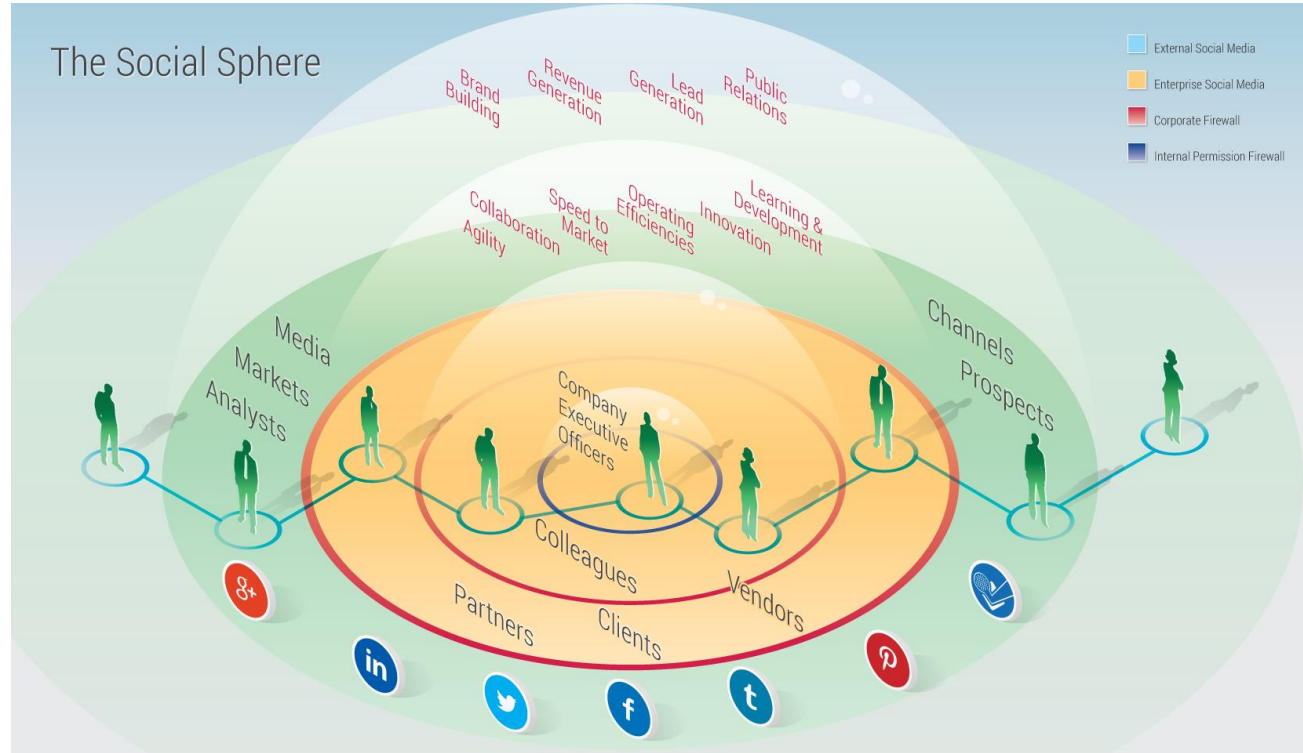 The Social Sphere
External Social Media
Enterprise Social Media
Corporate Firewall
Internal Permission Firewall
Brand
Building
Revenue
Generation
Lead
Generation
Public
Relations
Collaboration
Agility
Speed to
Market
Operating
Efficiencies
Innovation
Learning &
Development
Media
Markets
Analysts
Channels
Prospects
Company
Executive
Officers
Colleagues
Vendors
Partners
Clients
g+
in
f
t